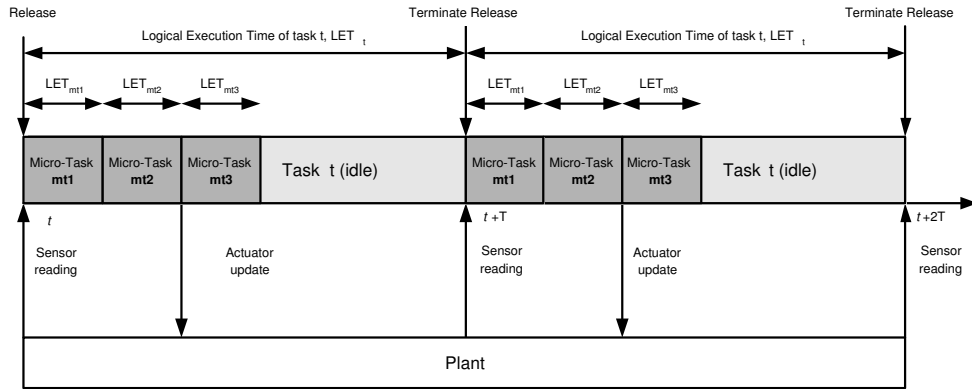 Release
Terminate Release
Terminate Release
Logical Execution Time of task t, LET t
Logical Execution Time of task t, LET t
LETmt1
LETmt2
LETmt3
LETmt1
LETmt2
LETmt3
Micro-Task
mt1
Micro-Task
mt2
Micro-Task
mt3
Task t (idle)
Micro-Task
mt1
Micro-Task
mt2
Micro-Task
mt3
Task t (idle)
t
t+T
t+2T
Sensor
reading
Actuator
update
Sensor
reading
Actuator
update
Sensor
reading
Plant